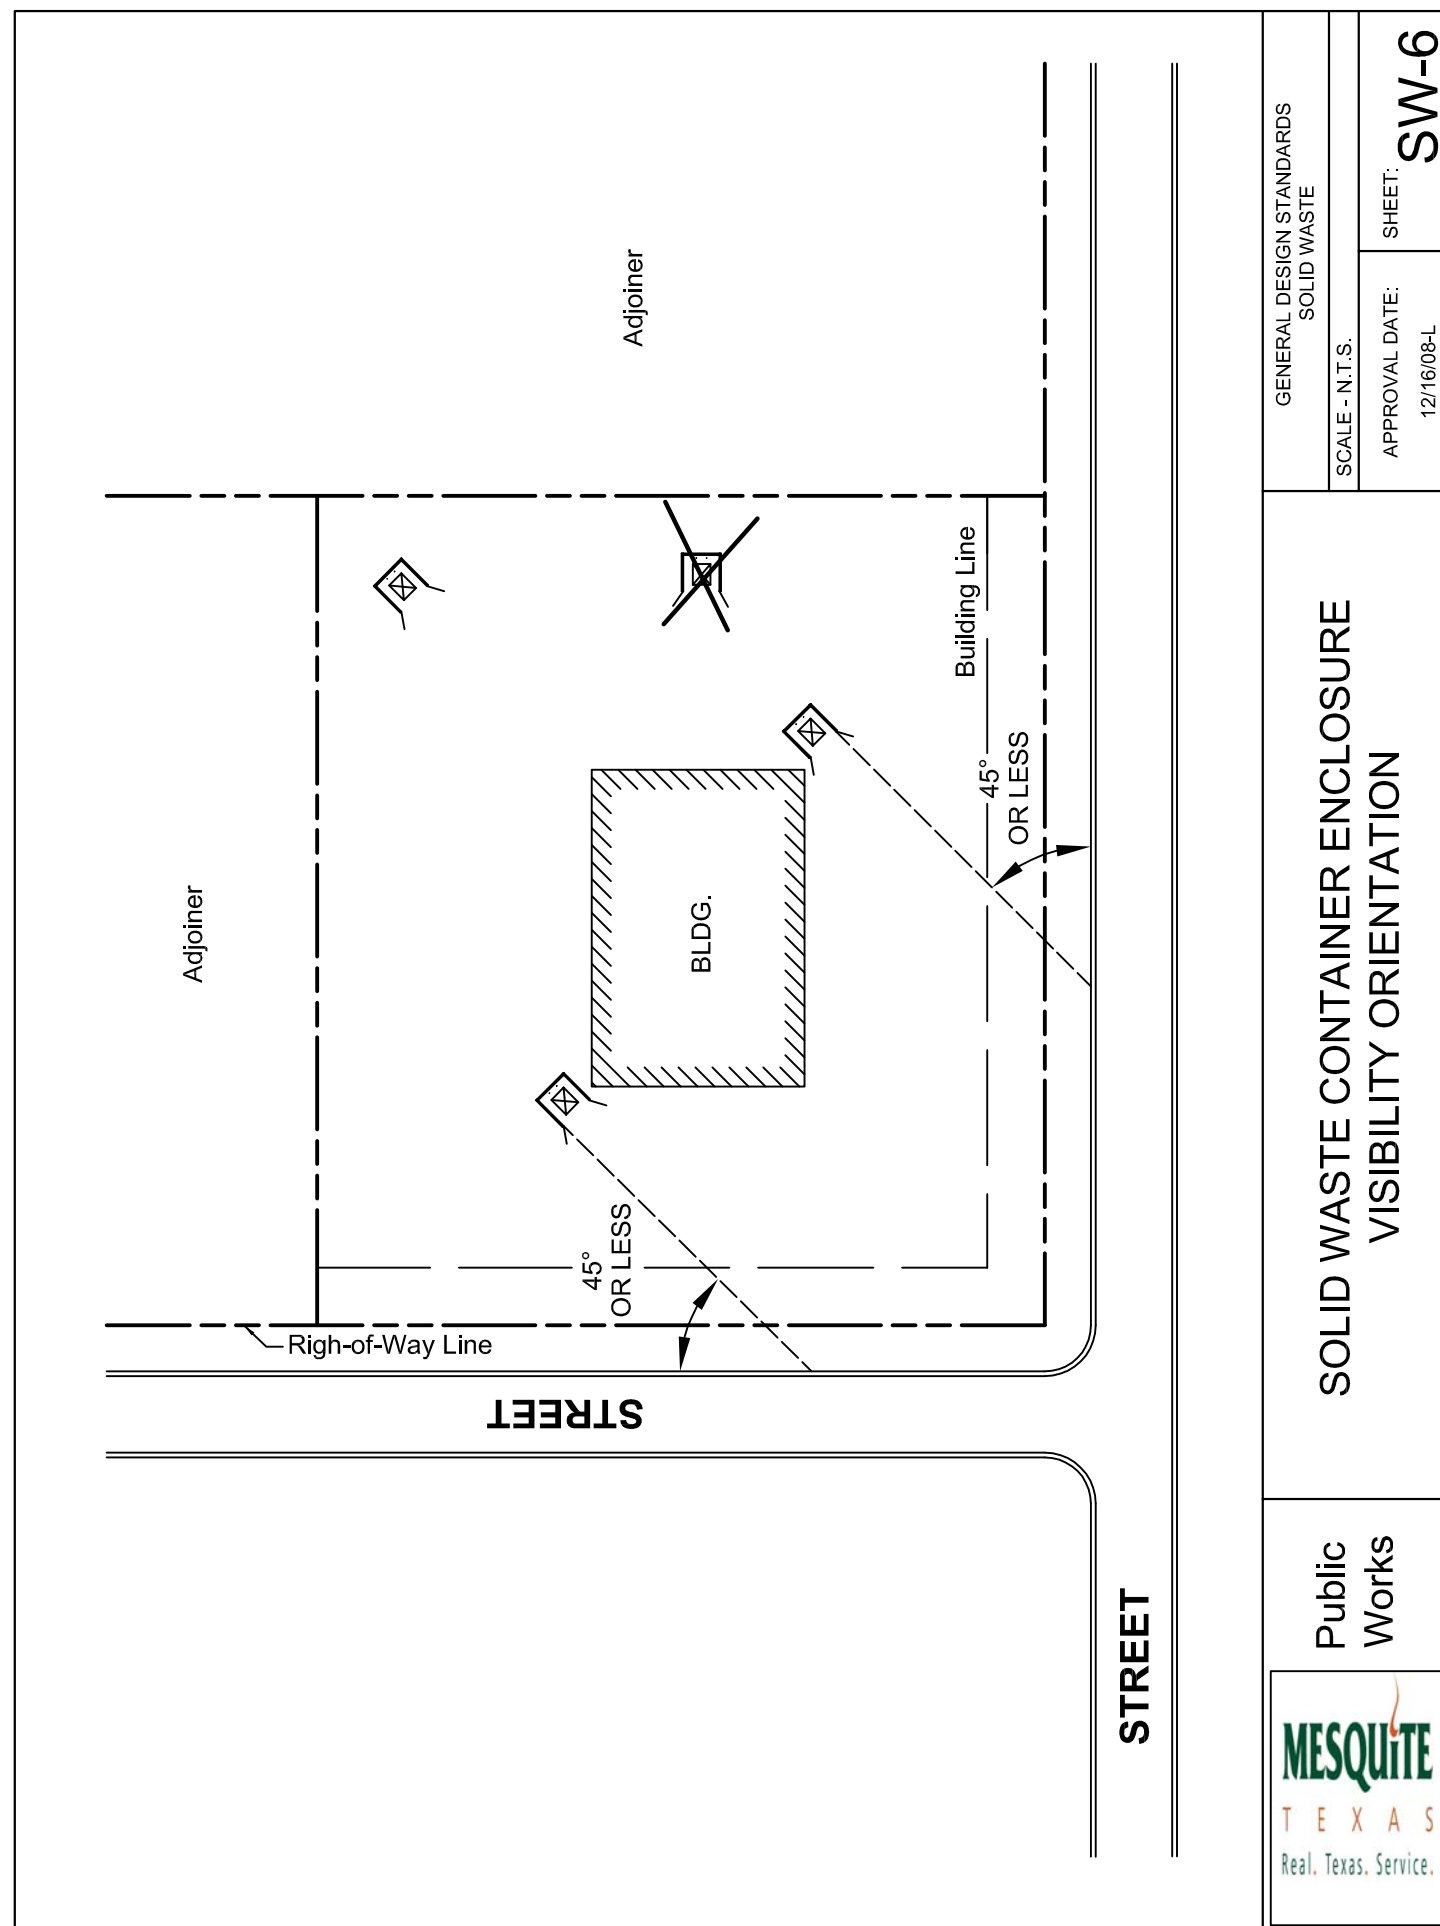 Adjoiner
Adjoiner
Building Line
45°
OR LESS
BLDG.
45°
OR LESS
Righ-of-Way Line
STREET
STREET
MESQUiTE
TEXAS
Real. Texas. Service.
Public
Works
SOLID WASTE CONTAINER ENCLOSURE
VISIBILITY ORIENTATION
GENERAL DESIGN STANDARDS
SOLID WASTE
SCALE - N.T.S.
APPROVAL DATE:
12/16/08-L
SHEET:
SW-6